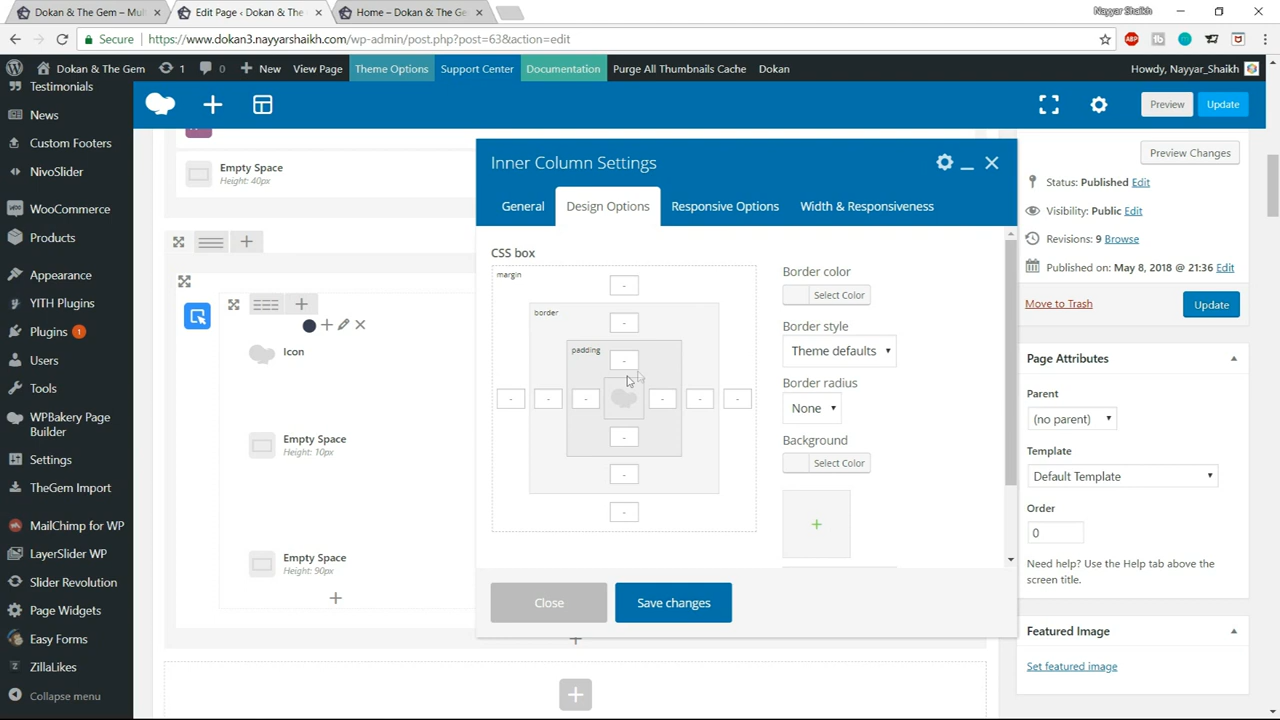 Dokan & The Gem – Mul
Edit Page ‹ Dokan & The
Home – Dokan & The Ge
Nayyar Shaikh
Secure
https://www.dokan3.nayyarshaikh.com/wp-admin/post.php?post=63&action=edit
Dokan & The Gem
1
0
New
View Page
Theme Options
Support Center
Documentation
Purge All Thumbnails Cache
Dokan
Howdy, Nayyar_Shaikh
Testimonials
News
Custom Footers
NivoSlider
WooCommerce
Products
Appearance
YITH Plugins
Plugins 1
Users
Tools
WPBakery Page
Builder
Settings
TheGem Import
MailChimp for WP
LayerSlider WP
Slider Revolution
Page Widgets
Easy Forms
ZillaLikes
Collapse menu
Preview
Update
Empty Space
Height: 40px
Icon
Empty Space
Height: 10px
Empty Space
Height: 90px
Inner Column Settings
General
Design Options
Responsive Options
Width & Responsiveness
CSS box
margin
-
border
-
padding
-
- - - - - -
-
-
-
Border color
Select Color
Border style
Theme defaults
Border radius
None
Background
Select Color
Close
Save changes
Preview Changes
Status: Published Edit
Visibility: Public Edit
Revisions: 9 Browse
Published on: May 8, 2018 @ 21:36 Edit
Move to Trash
Update
Page Attributes
Parent
(no parent)
Template
Default Template
Order
0
Need help? Use the Help tab above the
screen title.
Featured Image
Set featured image